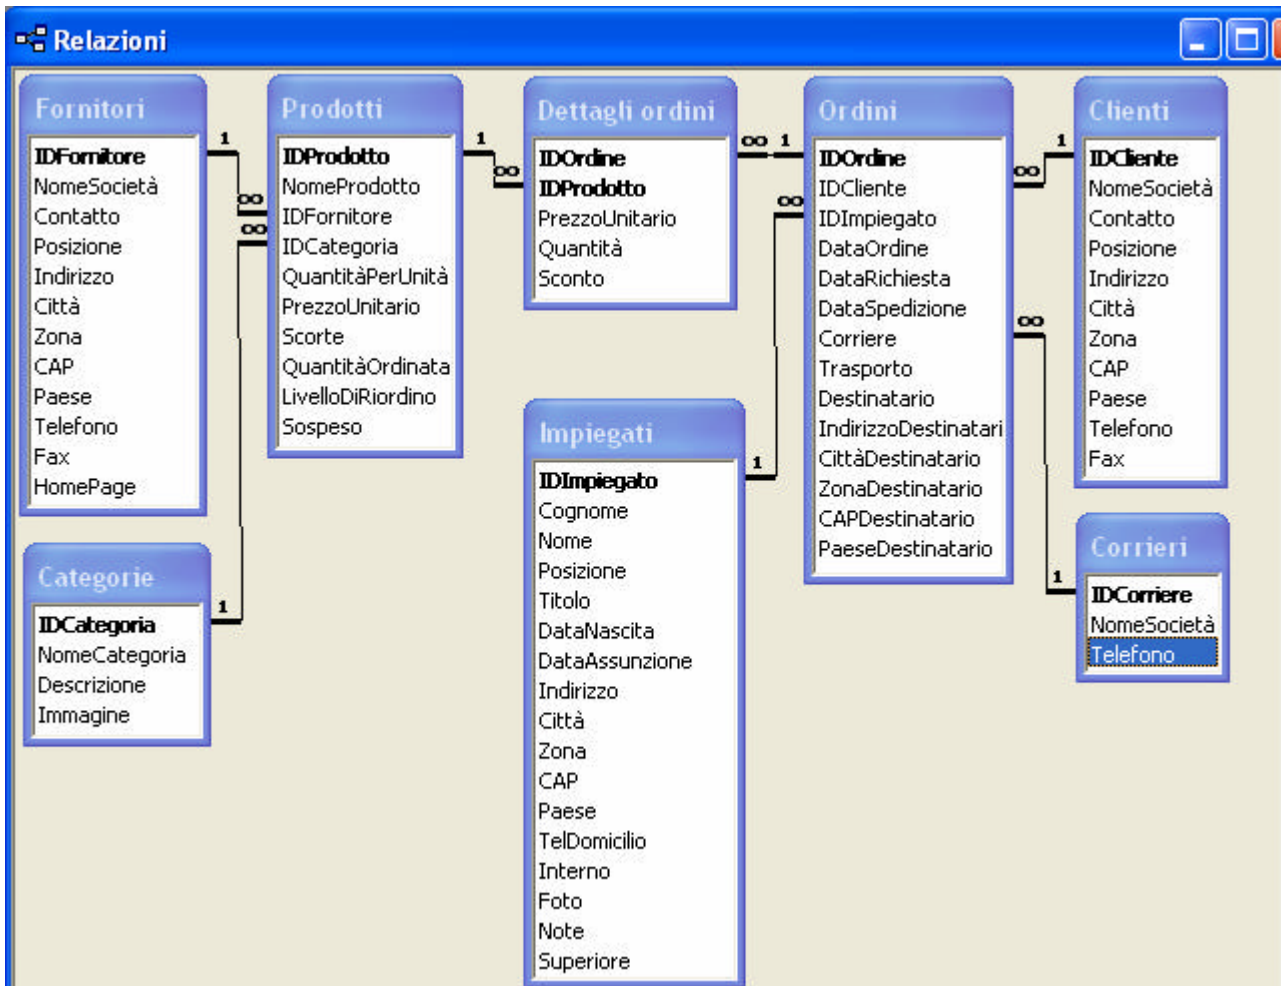 Relazioni
Fornitori
IDFornitore
NomeSocietà
Contatto
Posizione
Indirizzo
Città
Zona
CAP
Paese
Telefono
Fax
HomePage
1
∞
Prodotti
IDProdotto
NomeProdotto
IDFornitore
IDCategoria
QuantitàPerUnità
PrezzoUnitario
Scorte
QuantitàOrdinata
LivelloDiRiordino
Sospeso
∞
1
∞
Dettagli ordini
IDOrdine
IDProdotto
PrezzoUnitario
Quantità
Sconto
∞ 1
∞
Ordini
IDOrdine
IDCliente
IDImpiegato
DataOrdine
DataRichiesta
DataSpedizione
Corriere
Trasporto
Destinatario
IndirizzoDestinatari
CittàDestinatario
ZonaDestinatario
CAPDestinatario
PaeseDestinatario
∞
1
∞
Clienti
IDCliente
NomeSocietà
Contatto
Posizione
Indirizzo
Città
Zona
CAP
Paese
Telefono
Fax
Categorie
IDCategoria
NomeCategoria
Descrizione
Immagine
1
Impiegati
IDImpiegato
Cognome
Nome
Posizione
Titolo
DataNascita
DataAssunzione
Indirizzo
Città
Zona
CAP
Paese
TelDomicilio
Interno
Foto
Note
Superiore
1
1
Corrieri
IDCorriere
NomeSocietà
Telefono